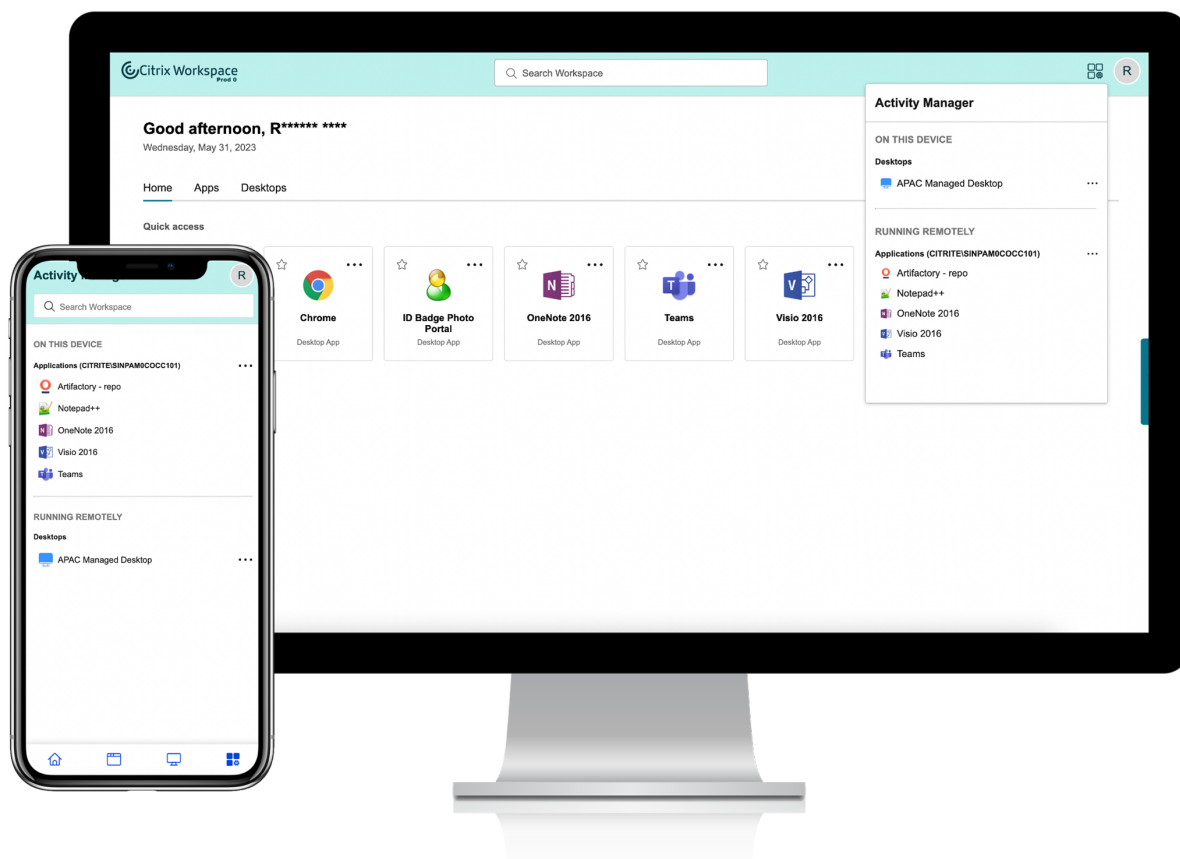 Citrix Workspace
Prod 0
Search Workspace
R
Good afternoon, R****** ****
Wednesday, May 31, 2023
Home Apps Desktops
Quick access
Chrome
Desktop App
ID Badge Photo
Portal
Desktop App
N
OneNote 2016
Desktop App
T
Teams
Desktop App
V
Visio 2016
Desktop App
Activity Manager
ON THIS DEVICE
Desktops
APAC Managed Desktop
RUNNING REMOTELY
Applications (CITRITE\SINPAM0COCC101)
Artifactory - repo
Notepad++
OneNote 2016
Visio 2016
Teams
Activity
R
Search Workspace
ON THIS DEVICE
Applications (CITRITE\SINPAM0COCC101)
Artifactory - repo
Notepad++
OneNote 2016
Visio 2016
Teams
RUNNING REMOTELY
Desktops
APAC Managed Desktop